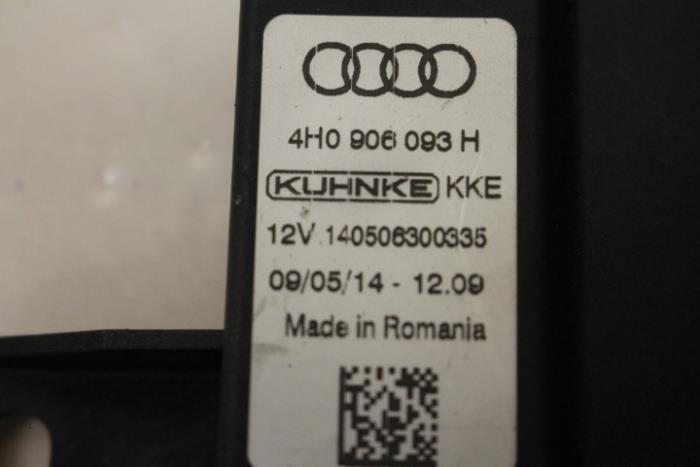 4H0 906 093 H
KUHNKE KKE
12V 140506300335
09/05/14 - 12.09
Made in Romania